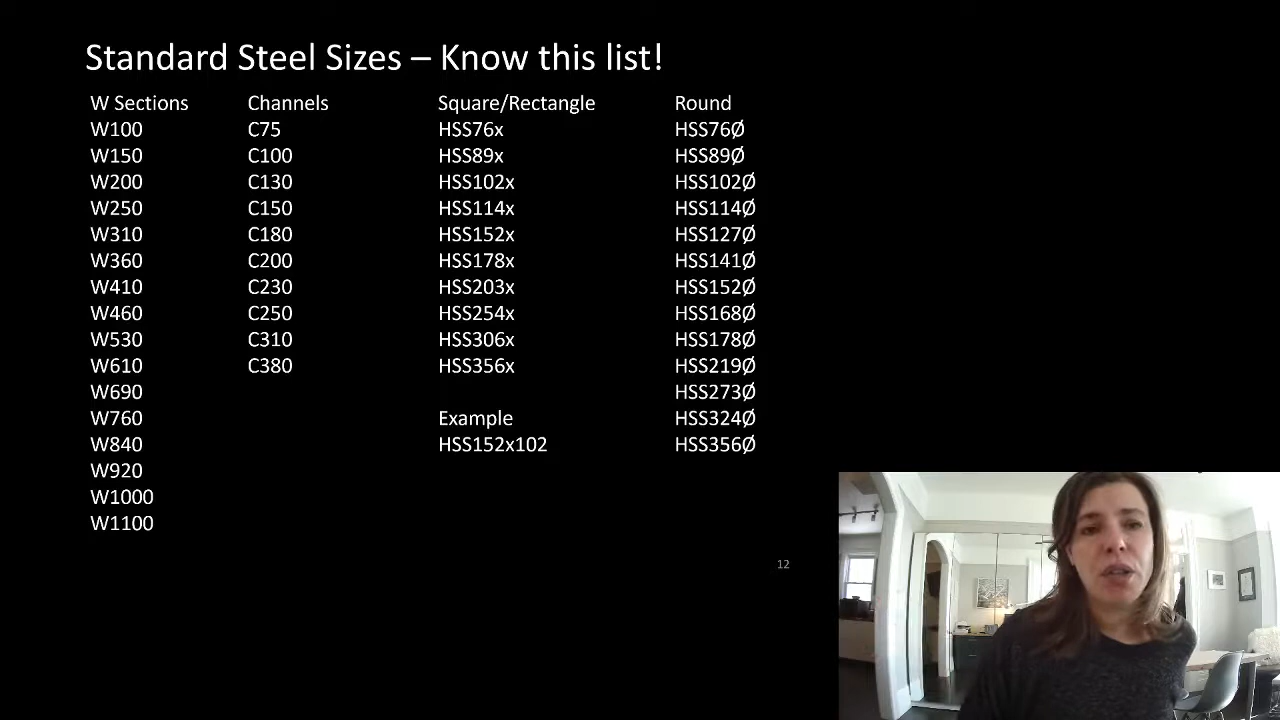 Standard Steel Sizes – Know this list!
W Sections
W100
W150
W200
W250
W310
W360
W410
W460
W530
W610
W690
W760
W840
W920
W1000
W1100
Channels
C75
C100
C130
C150
C180
C200
C230
C250
C310
C380
Square/Rectangle
HSS76x
HSS89x
HSS102x
HSS114x
HSS152x
HSS178x
HSS203x
HSS254x
HSS306x
HSS356x
Example
HSS152x102
Round
HSS76Ø
HSS89Ø
HSS102Ø
HSS114Ø
HSS127Ø
HSS141Ø
HSS152Ø
HSS168Ø
HSS178Ø
HSS219Ø
HSS273Ø
HSS324Ø
HSS356Ø
12